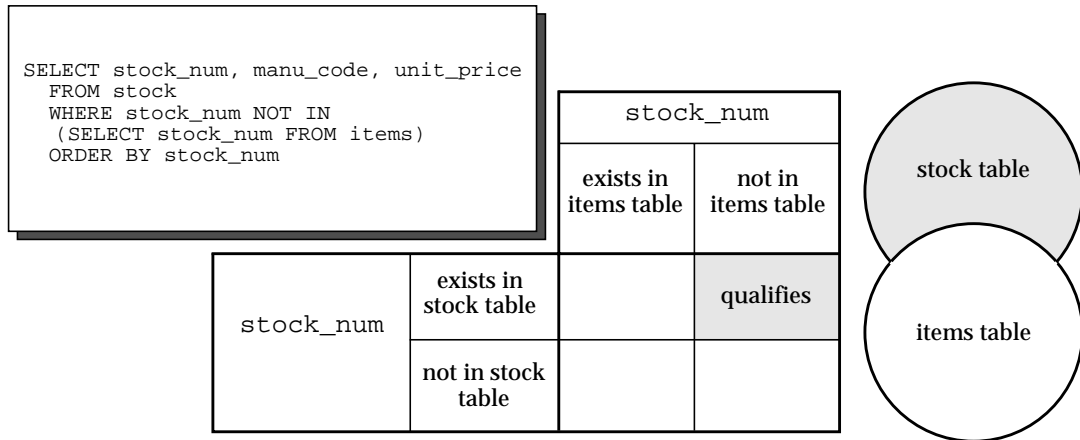 SELECT stock_num, manu_code, unit_price
FROM stock
WHERE stock_num NOT IN
(SELECT stock_num FROM items)
ORDER BY stock_num
stock_num
exists in
items table
not in
items table
stock_num
exists in
stock table
qualifies
not in stock
table
stock table
items table